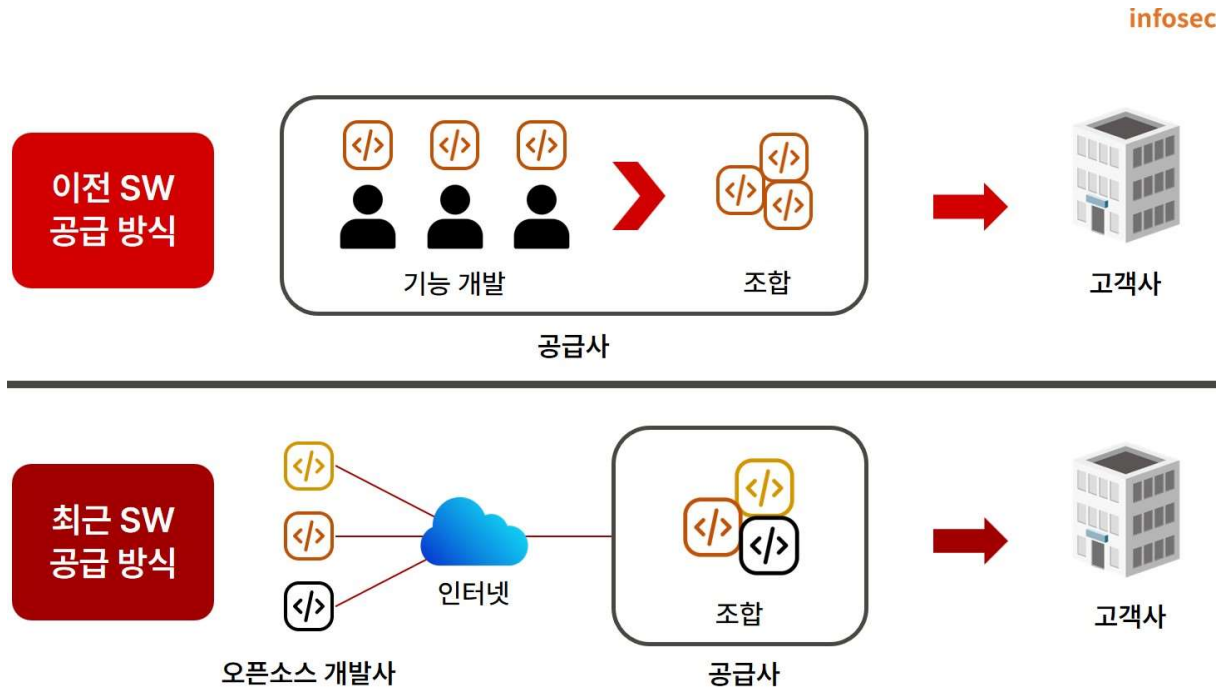 infosec
이전 SW
공급 방식
</>
</>
</>
</>
</>
</>
기능 개발
조합
고객사
공급사
최근 SW
공급 방식
</>
</>
</>
</>
</>
</>
인터넷
조합
고객사
오픈소스 개발사
공급사